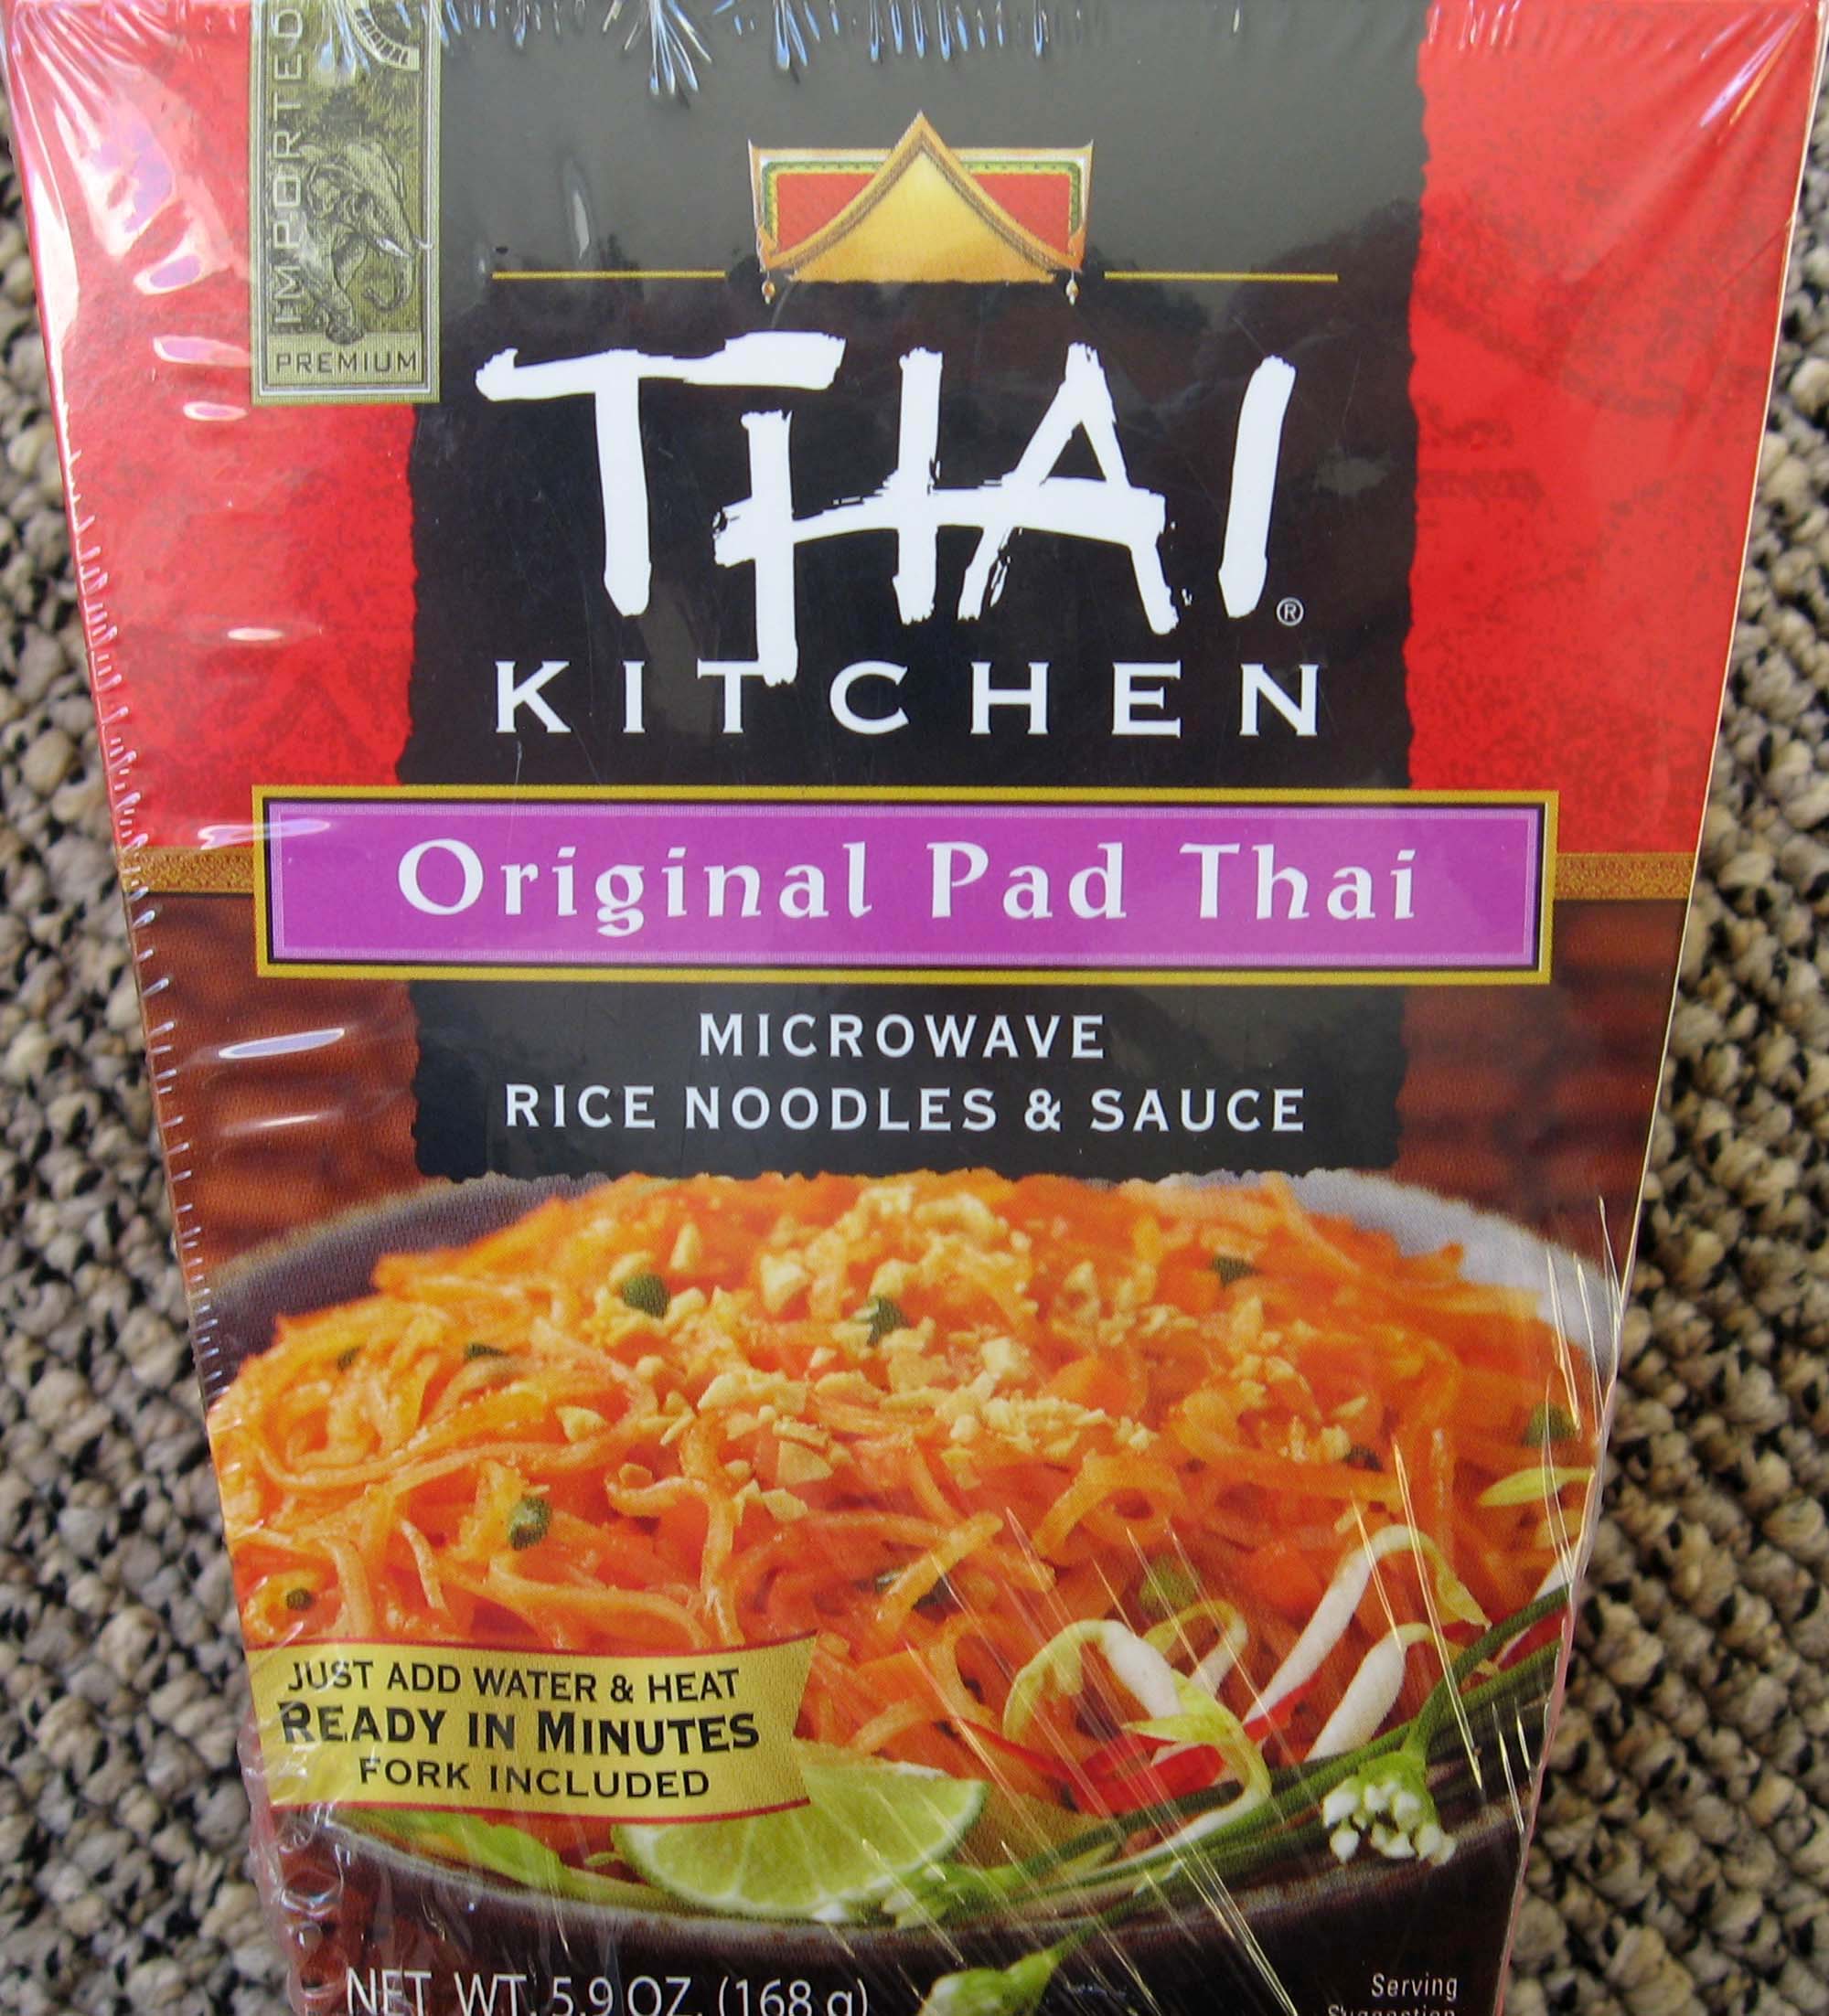 IMPORTED
PREMIUM
THAI®
KITCHEN
Original Pad Thai
MICROWAVE
RICE NOODLES & SAUCE
JUST ADD WATER & HEAT
READY IN MINUTES
FORK INCLUDED
NET WT. 5.9 OZ. (168 g)
Serving
Suggestion